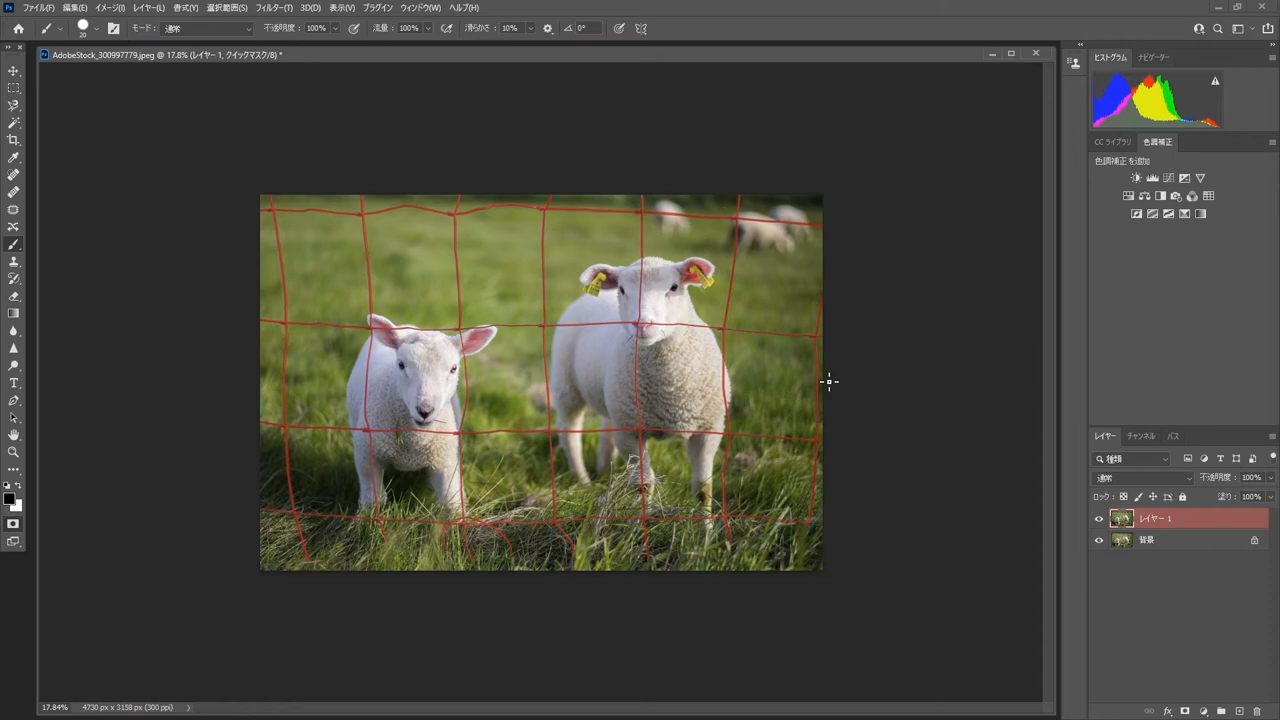 Ps ファイル(F) 編集(E) イメージ(I) レイヤー(L) 書式(Y) 選択範囲(S) フィルター(T) 3D(D) 表示(V) プラグイン ウィンドウ(W) ヘルプ(H)
20 モード： 通常 不透明度： 100% 流量： 100% 滑らかさ： 10% 0°
AdobeStock_300997779.jpeg @ 17.8% (レイヤー 1, クイックマスク/8) *
ヒストグラム ナビゲーター
CC ライブラリ 色調補正
色調補正を追加
レイヤー チャンネル パス
種類
通常 不透明度： 100%
ロック： 塗り： 100%
レイヤー 1
背景
17.84% 4730 px x 3158 px (300 ppi)
fx